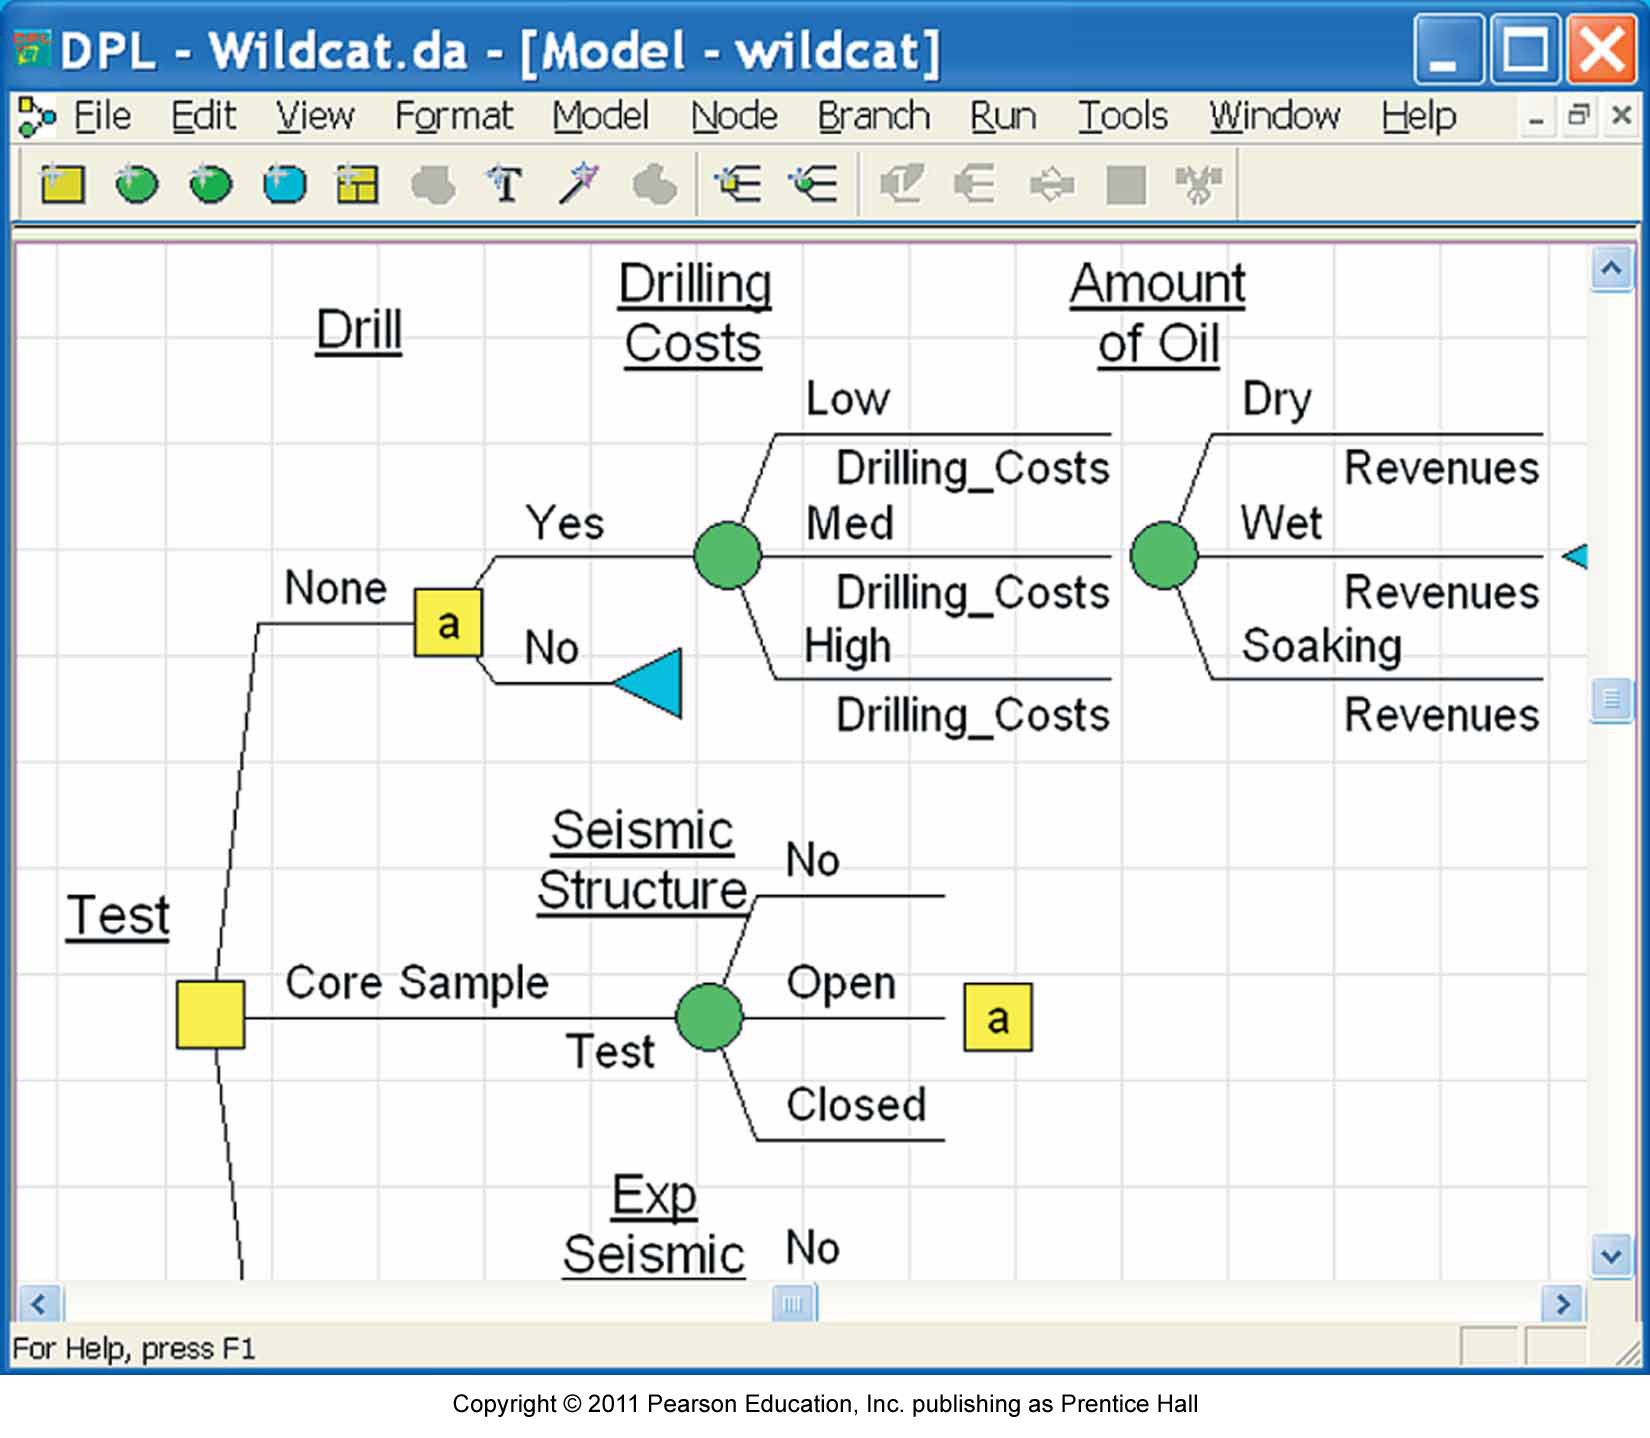 DPL - Wildcat.da - [Model - wildcat]
File Edit View Format Model Node Branch Run Tools Window Help
Drill
Drilling
Costs
Amount
of Oil
Low
Drilling_Costs
Med
Drilling_Costs
High
Drilling_Costs
Dry
Revenues
Wet
Revenues
Soaking
Revenues
Yes
None
a
No
Seismic
Structure
No
Test
Core Sample
Test
Open
a
Closed
Exp
Seismic
No
For Help, press F1
Copyright © 2011 Pearson Education, Inc. publishing as Prentice Hall